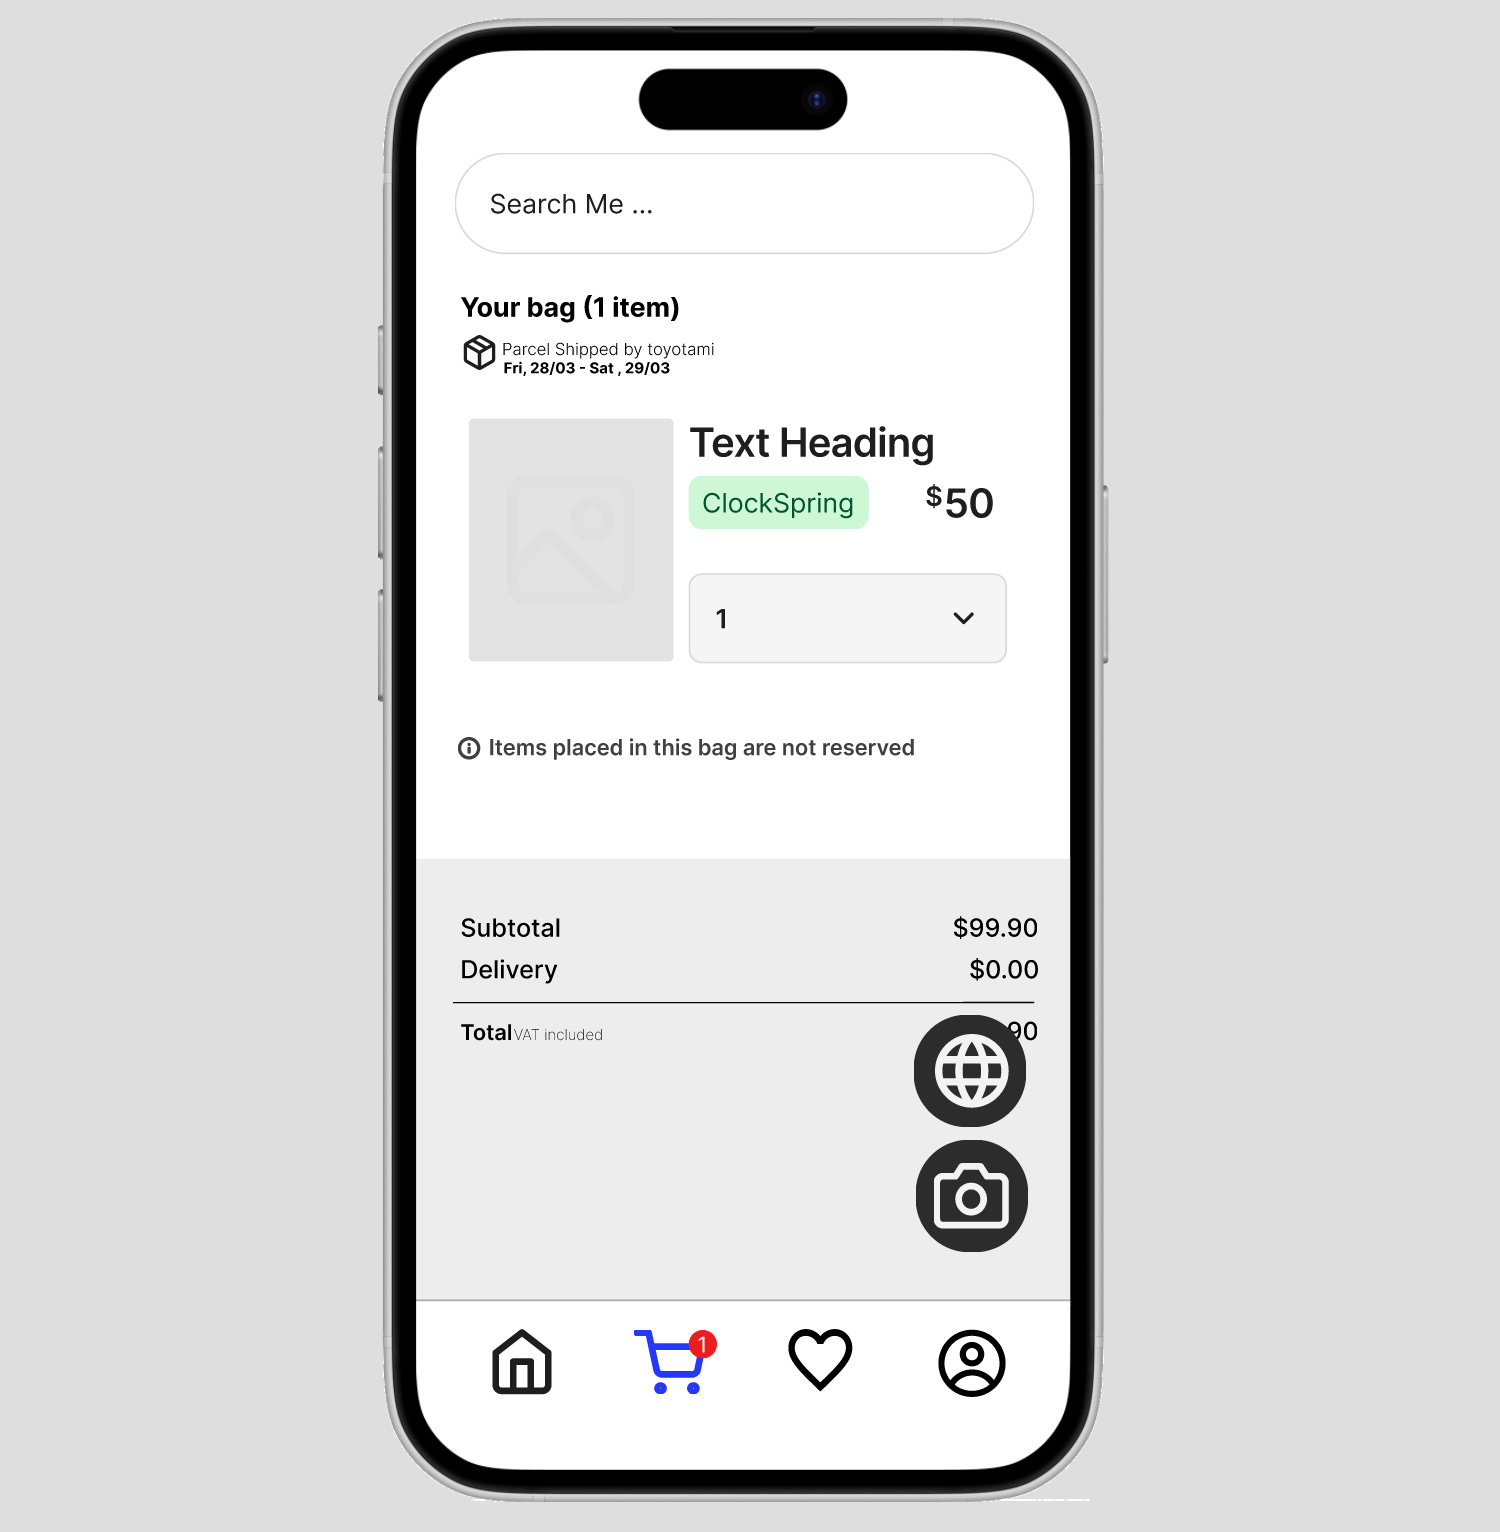 Search Me ...
Your bag (1 item)
Parcel Shipped by toyotami
Fri, 28/03 - Sat , 29/03
Text Heading
ClockSpring
$50
1
Items placed in this bag are not reserved
Subtotal $99.90
Delivery $0.00
Total VAT included 90
1